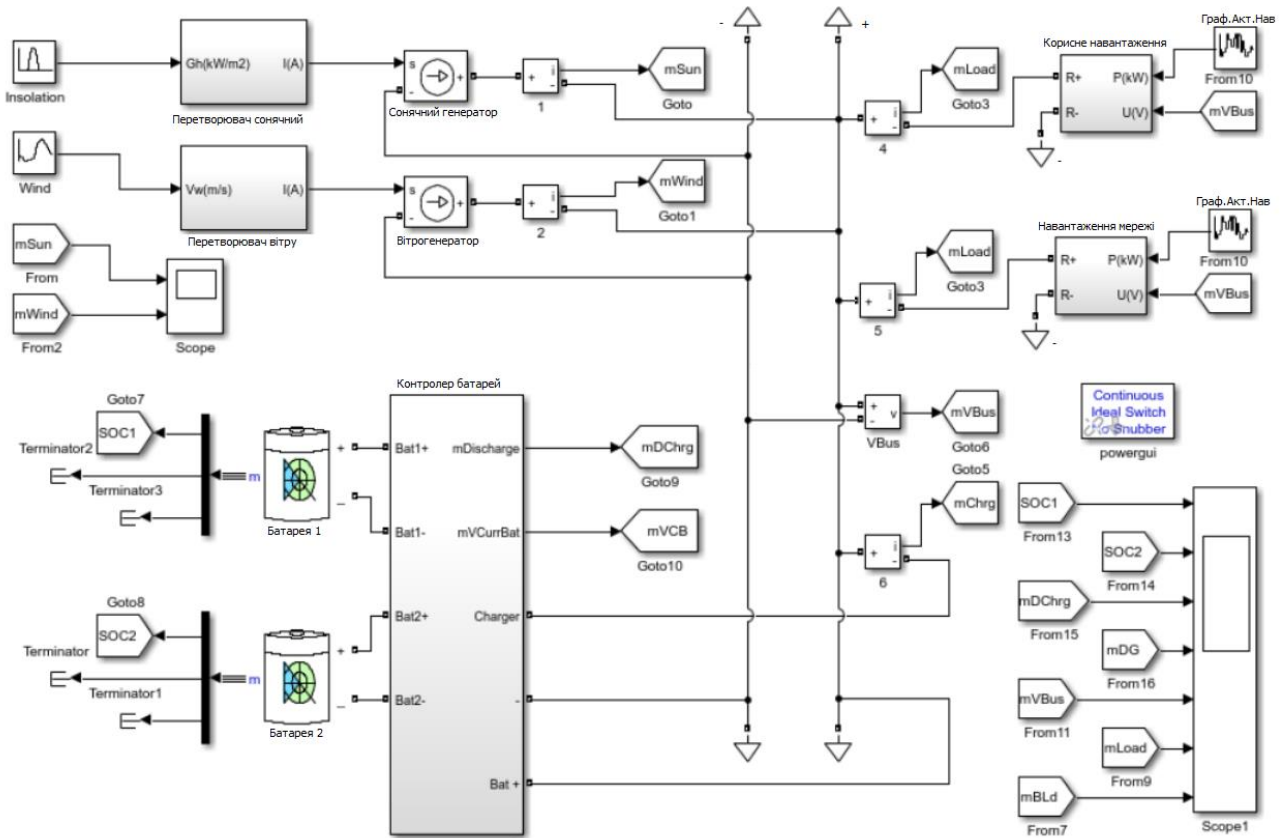 Insolation
Gh(kW/m2)
I(A)
Перетворювач сонячний
s
+
-
Сонячний генератор
+
i
-
1
mSun
Goto
Wind
Vw(m/s)
I(A)
Перетворювач вітру
s
+
-
Вітрогенератор
+
i
-
2
mWind
Goto1
mSun
From
mWind
From2
Scope
-
+
+
i
-
4
mLoad
Goto3
Корисне навантаження
R+
P(kW)
R-
U(V)
-
Граф.Акт.Нав
From10
mVBus
+
i
-
5
mLoad
Goto3
Навантаження мережі
R+
P(kW)
R-
U(V)
-
Граф.Акт.Нав
From10
mVBus
Goto7
SOC1
Terminator2
Terminator3
m
+
_
Батарея 1
Goto8
SOC2
Terminator
Terminator1
m
+
_
Батарея 2
Контролер батарей
Bat1+
mDischarge
Bat1-
mVCurrBat
Bat2+
Charger
Bat2-
-
Bat +
mDChrg
Goto9
mVCB
Goto10
+
-
v
VBus
mVBus
Goto6
Goto5
mChrg
+
i
-
6
Continuous
Ideal Switch
No Snubber
powergui
SOC1
From13
SOC2
From14
mDChrg
From15
mDG
From16
mVBus
From11
mLoad
From9
mBLd
From7
Scope1